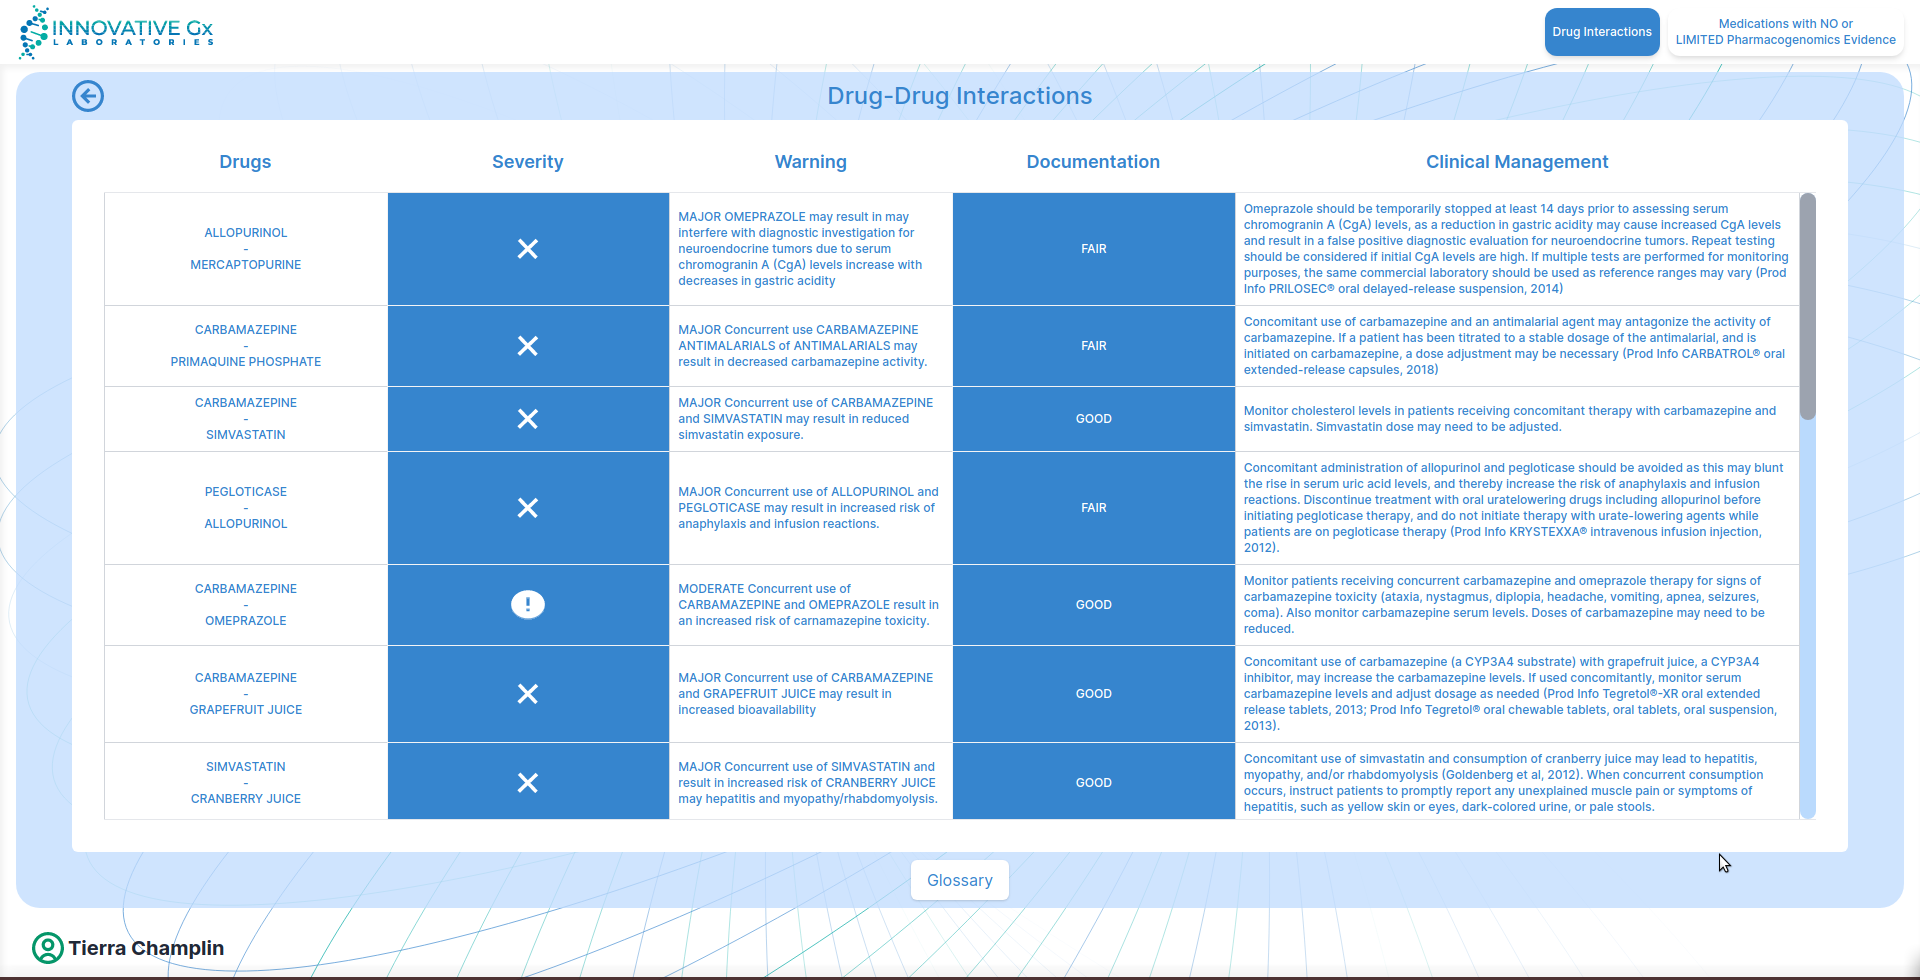 INNOVATIVE Gx
LABORATORIES
Drug Interactions
Medications with NO or
LIMITED Pharmacogenomics Evidence
Drug-Drug Interactions
Drugs
Severity
Warning
Documentation
Clinical Management
ALLOPURINOL
-
MERCAPTOPURINE
MAJOR OMEPRAZOLE may result in may
interfere with diagnostic investigation for
neuroendocrine tumors due to serum
chromogranin A (CgA) levels increase with
decreases in gastric acidity
FAIR
Omeprazole should be temporarily stopped at least 14 days prior to assessing serum
chromogranin A (CgA) levels, as a reduction in gastric acidity may cause increased CgA levels
and result in a false positive diagnostic evaluation for neuroendocrine tumors. Repeat testing
should be considered if initial CgA levels are high. If multiple tests are performed for monitoring
purposes, the same commercial laboratory should be used as reference ranges may vary (Prod
Info PRILOSEC® oral delayed-release suspension, 2014)
CARBAMAZEPINE
-
PRIMAQUINE PHOSPHATE
MAJOR Concurrent use CARBAMAZEPINE
ANTIMALARIALS of ANTIMALARIALS may
result in decreased carbamazepine activity.
FAIR
Concomitant use of carbamazepine and an antimalarial agent may antagonize the activity of
carbamazepine. If a patient has been titrated to a stable dosage of the antimalarial, and is
initiated on carbamazepine, a dose adjustment may be necessary (Prod Info CARBATROL® oral
extended-release capsules, 2018)
CARBAMAZEPINE
-
SIMVASTATIN
MAJOR Concurrent use of CARBAMAZEPINE
and SIMVASTATIN may result in reduced
simvastatin exposure.
GOOD
Monitor cholesterol levels in patients receiving concomitant therapy with carbamazepine and
simvastatin. Simvastatin dose may need to be adjusted.
PEGLOTICASE
-
ALLOPURINOL
MAJOR Concurrent use of ALLOPURINOL and
PEGLOTICASE may result in increased risk of
anaphylaxis and infusion reactions.
FAIR
Concomitant administration of allopurinol and pegloticase should be avoided as this may blunt
the rise in serum uric acid levels, and thereby increase the risk of anaphylaxis and infusion
reactions. Discontinue treatment with oral uratelowering drugs including allopurinol before
initiating pegloticase therapy, and do not initiate therapy with urate-lowering agents while
patients are on pegloticase therapy (Prod Info KRYSTEXXA® intravenous infusion injection,
2012).
CARBAMAZEPINE
-
OMEPRAZOLE
MODERATE Concurrent use of
CARBAMAZEPINE and OMEPRAZOLE result in
an increased risk of carnamazepine toxicity.
GOOD
Monitor patients receiving concurrent carbamazepine and omeprazole therapy for signs of
carbamazepine toxicity (ataxia, nystagmus, diplopia, headache, vomiting, apnea, seizures,
coma). Also monitor carbamazepine serum levels. Doses of carbamazepine may need to be
reduced.
CARBAMAZEPINE
-
GRAPEFRUIT JUICE
MAJOR Concurrent use of CARBAMAZEPINE
and GRAPEFRUIT JUICE may result in
increased bioavailability
GOOD
Concomitant use of carbamazepine (a CYP3A4 substrate) with grapefruit juice, a CYP3A4
inhibitor, may increase the carbamazepine levels. If used concomitantly, monitor serum
carbamazepine levels and adjust dosage as needed (Prod Info Tegretol®-XR oral extended
release tablets, 2013; Prod Info Tegretol® oral chewable tablets, oral tablets, oral suspension,
2013).
SIMVASTATIN
-
CRANBERRY JUICE
MAJOR Concurrent use of SIMVASTATIN and
result in increased risk of CRANBERRY JUICE
may hepatitis and myopathy/rhabdomyolysis.
GOOD
Concomitant use of simvastatin and consumption of cranberry juice may lead to hepatitis,
myopathy, and/or rhabdomyolysis (Goldenberg et al, 2012). When concurrent consumption
occurs, instruct patients to promptly report any unexplained muscle pain or symptoms of
hepatitis, such as yellow skin or eyes, dark-colored urine, or pale stools.
Glossary
Tierra Champlin